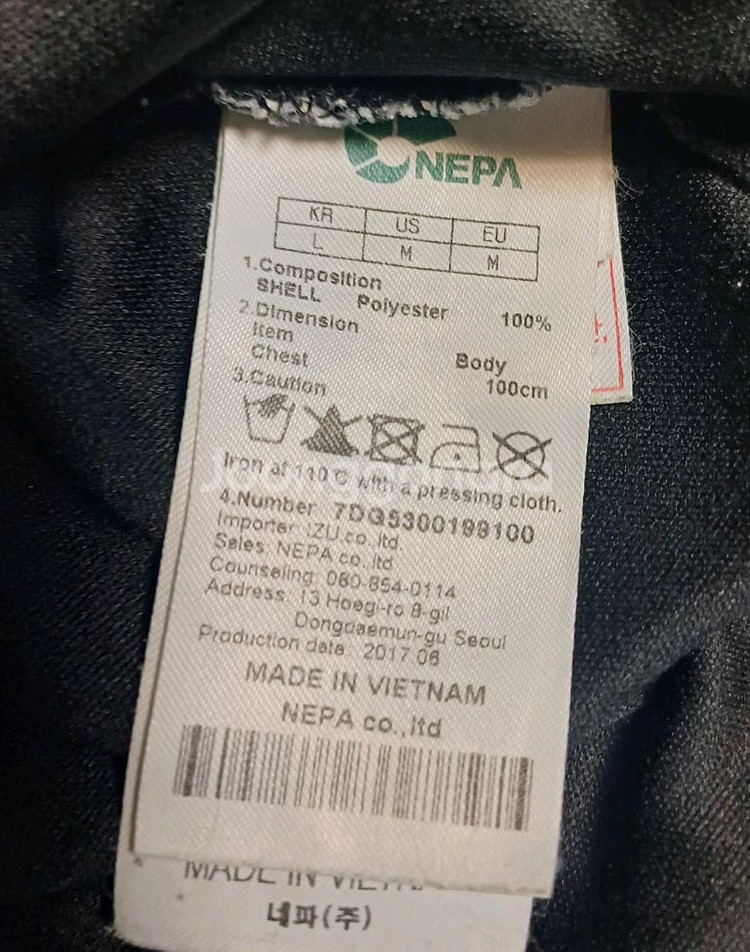 NEPA
KR US EU
L M M
1.Composition
SHELL Polyester 100%
2.Dimension
Item Body
Chest 100cm
3.Caution
Iron at 110℃ with a pressing cloth.
4.Number 7DG5300199100
Importer: IZU.co.,ltd.
Sales: NEPA co.,ltd
Counseling: 080-854-0114
Address: 13 Hoegi-ro 8-gil
Dongdaemun-gu Seoul
Production date: 2017.06
MADE IN VIETNAM
NEPA co.,ltd
MADE IN
네파(주)